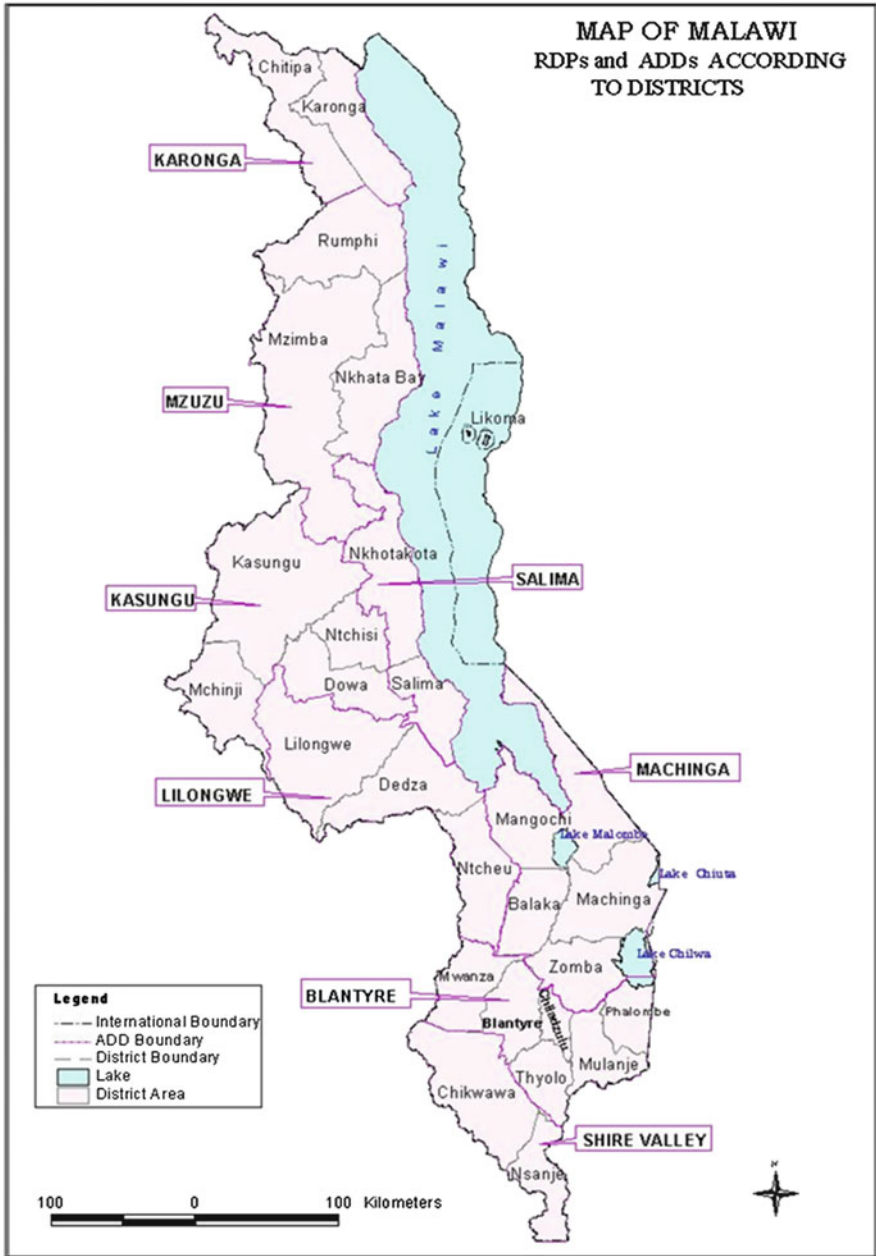 MAP OF MALAWI
RDPs and ADDs ACCORDING
TO DISTRICTS
Chitipa
Karonga
KARONGA
Rumphi
Lake Malawi
Mzimba
Nkhata Bay
MZUZU
Likoma
Kasungu
Nkhotakota
SALIMA
KASUNGU
Ntchisi
Mchinji
Dowa
Salima
Lilongwe
MACHINGA
LILONGWE
Dedza
Mangochi
Lake Malombe
Ntcheu
Lake Chiuta
Balaka
Machinga
Lake Chilwa
Zomba
Mwanza
BLANTYRE
Blantyre
Chiladzulu
Phalombe
Mulanje
Thyolo
Chikwawa
SHIRE VALLEY
Nsanje
Legend
International Boundary
ADD Boundary
District Boundary
Lake
District Area
N
100 0 100 Kilometers